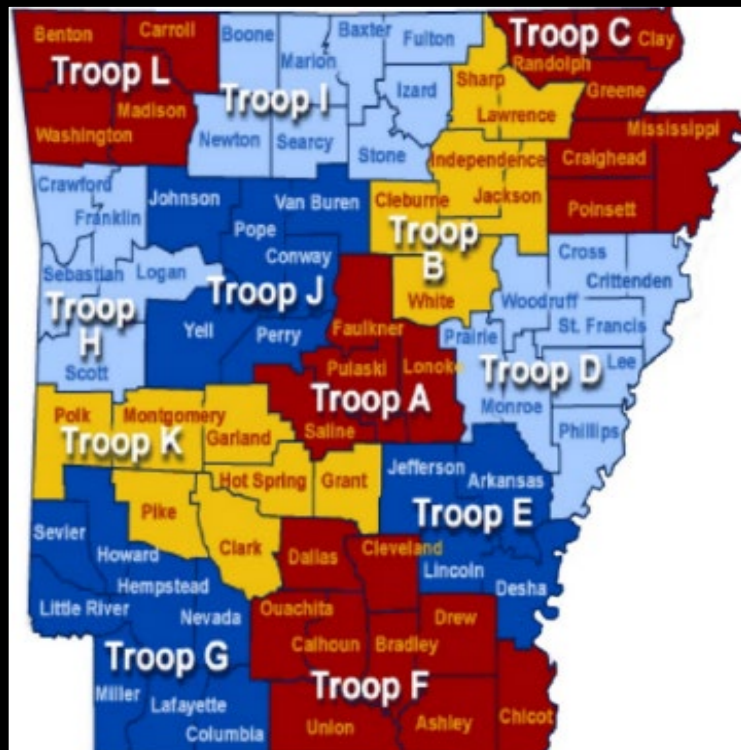 Benton
Carroll
Troop L
Madison
Washington
Boone
Marion
Baxter
Fulton
Troop I
Izard
Newton
Searcy
Stone
Troop C
Clay
Randolph
Greene
Mississippi
Craighead
Poinsett
Sharp
Lawrence
Independence
Cleburne
Jackson
Troop
B
White
Crawford
Franklin
Sebastian
Logan
Troop
H
Scott
Johnson
Van Buren
Pope
Conway
Troop J
Yell
Perry
Faulkner
Pulaski
Lonoke
Troop A
Saline
Cross
Crittenden
Woodruff
St. Francis
Prairie
Lee
Troop D
Monroe
Phillips
Polk
Montgomery
Troop K
Garland
Hot Spring
Grant
Pike
Clark
Jefferson
Arkansas
Troop E
Lincoln
Desha
Sevier
Howard
Hempstead
Little River
Nevada
Troop G
Miller
Lafayette
Columbia
Dallas
Cleveland
Ouachita
Calhoun
Bradley
Drew
Troop F
Union
Ashley
Chicot